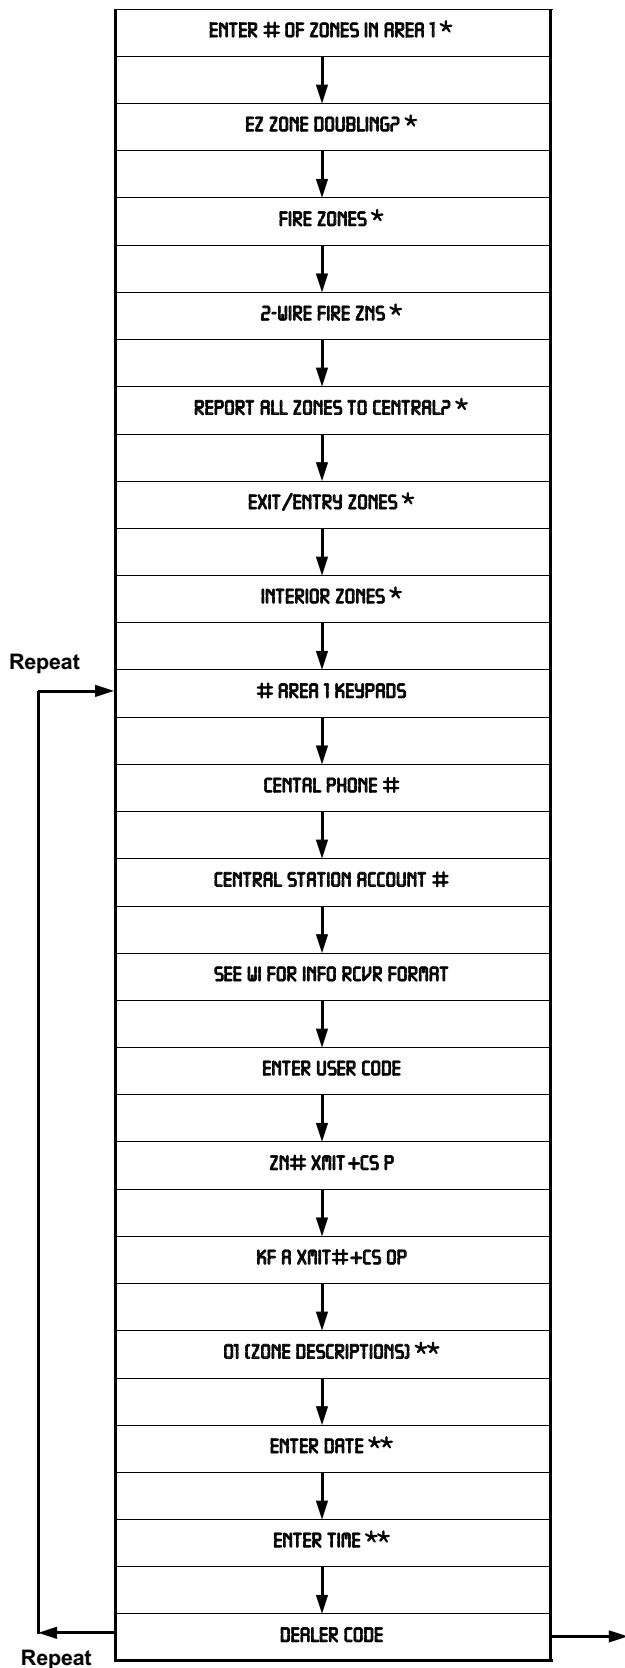 ENTER # OF ZONES IN AREA 1 *
EZ ZONE DOUBLING? *
FIRE ZONES *
2-WIRE FIRE ZNS *
REPORT ALL ZONES TO CENTRAL? *
EXIT/ENTRY ZONES *
INTERIOR ZONES *
Repeat
# AREA 1 KEYPADS
CENTAL PHONE #
CENTRAL STATION ACCOUNT #
SEE WI FOR INFO RCVR FORMAT
ENTER USER CODE
ZN# XMIT+CS P
KF A XMIT#+CS OP
01 (ZONE DESCRIPTIONS) **
ENTER DATE **
ENTER TIME **
DEALER CODE
Repeat